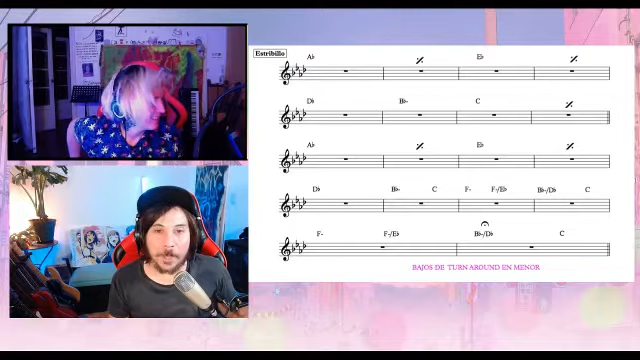 Estribillo
A♭ 𝄎 E♭ 𝄎
D♭ B♭- C 𝄎
A♭ 𝄎 E♭ 𝄎
D♭ B♭- C F- F-/E♭ B♭-/D♭ C
F- F-/E♭ B♭-/D♭ C
BAJOS DE TURN AROUND EN MENOR